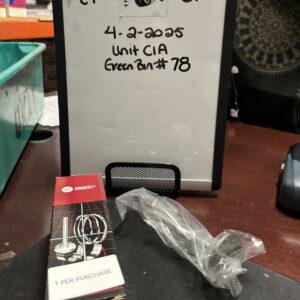 4-2-2025
Unit C1A
Green Bin # 78
1 PER PURCHASE